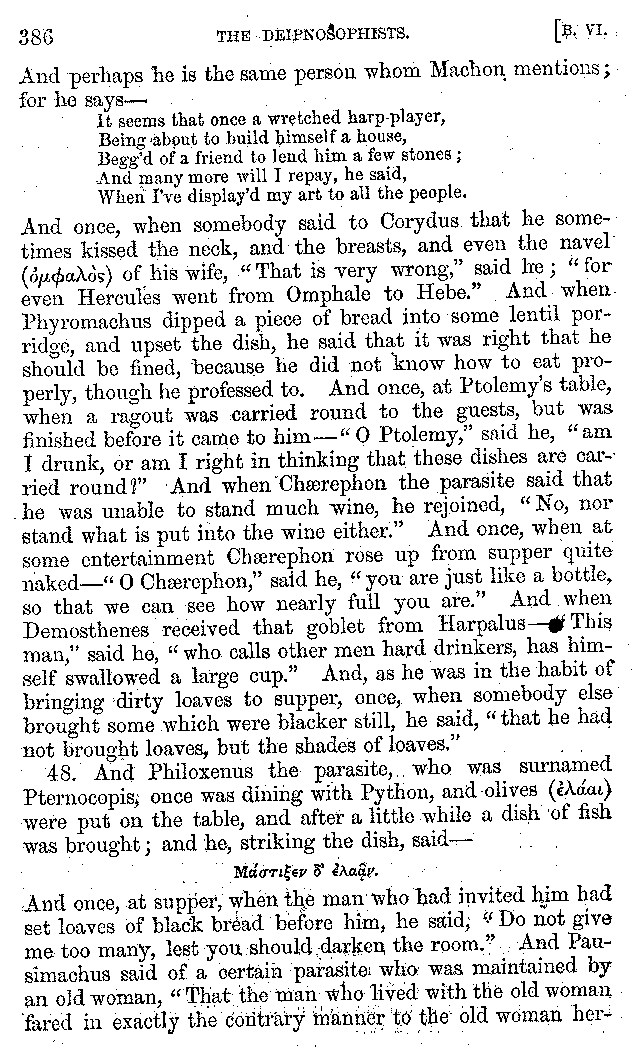 386 THE DEIPNOSOPHISTS. [B. VI.
And perhaps he is the same person whom Machon mentions;
for he says—
It seems that once a wretched harp-player,
Being about to build himself a house,
Begg'd of a friend to lend him a few stones;
And many more will I repay, he said,
When I've display'd my art to all the people.
And once, when somebody said to Corydus that he some-
times kissed the neck, and the breasts, and even the navel
(ὀμφαλὸς) of his wife, "That is very wrong," said he; "for
even Hercules went from Omphale to Hebe." And when
Phyromachus dipped a piece of bread into some lentil por-
ridge, and upset the dish, he said that it was right that he
should be fined, because he did not know how to eat pro-
perly, though he professed to. And once, at Ptolemy's table,
when a ragout was carried round to the guests, but was
finished before it came to him—"O Ptolemy," said he, "am
I drunk, or am I right in thinking that these dishes are car-
ried round?" And when Chærephon the parasite said that
he was unable to stand much wine, he rejoined, "No, nor
stand what is put into the wine either." And once, when at
some entertainment Chærephon rose up from supper quite
naked—"O Chærephon," said he, "you are just like a bottle,
so that we can see how nearly full you are." And when
Demosthenes received that goblet from Harpalus—"This
man," said he, "who calls other men hard drinkers, has him-
self swallowed a large cup." And, as he was in the habit of
bringing dirty loaves to supper, once, when somebody else
brought some which were blacker still, he said, "that he had
not brought loaves, but the shades of loaves."
48. And Philoxenus the parasite, who was surnamed
Pternocopis, once was dining with Python, and olives (ἐλάαι)
were put on the table, and after a little while a dish of fish
was brought; and he, striking the dish, said—
Μάστιξεν δ' ἐλαᾷν.
And once, at supper, when the man who had invited him had
set loaves of black bread before him, he said, "Do not give
me too many, lest you should darken the room." And Pau-
simachus said of a certain parasite who was maintained by
an old woman, "That the man who lived with the old woman
fared in exactly the contrary manner to the old woman her-